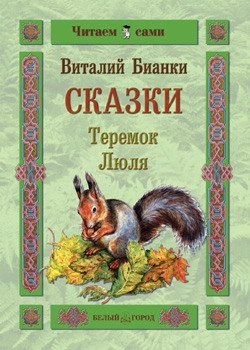 Читаем сами
Виталий Бианки
СКАЗКИ
Теремок
Люля
БЕЛЫЙ ГОРОД